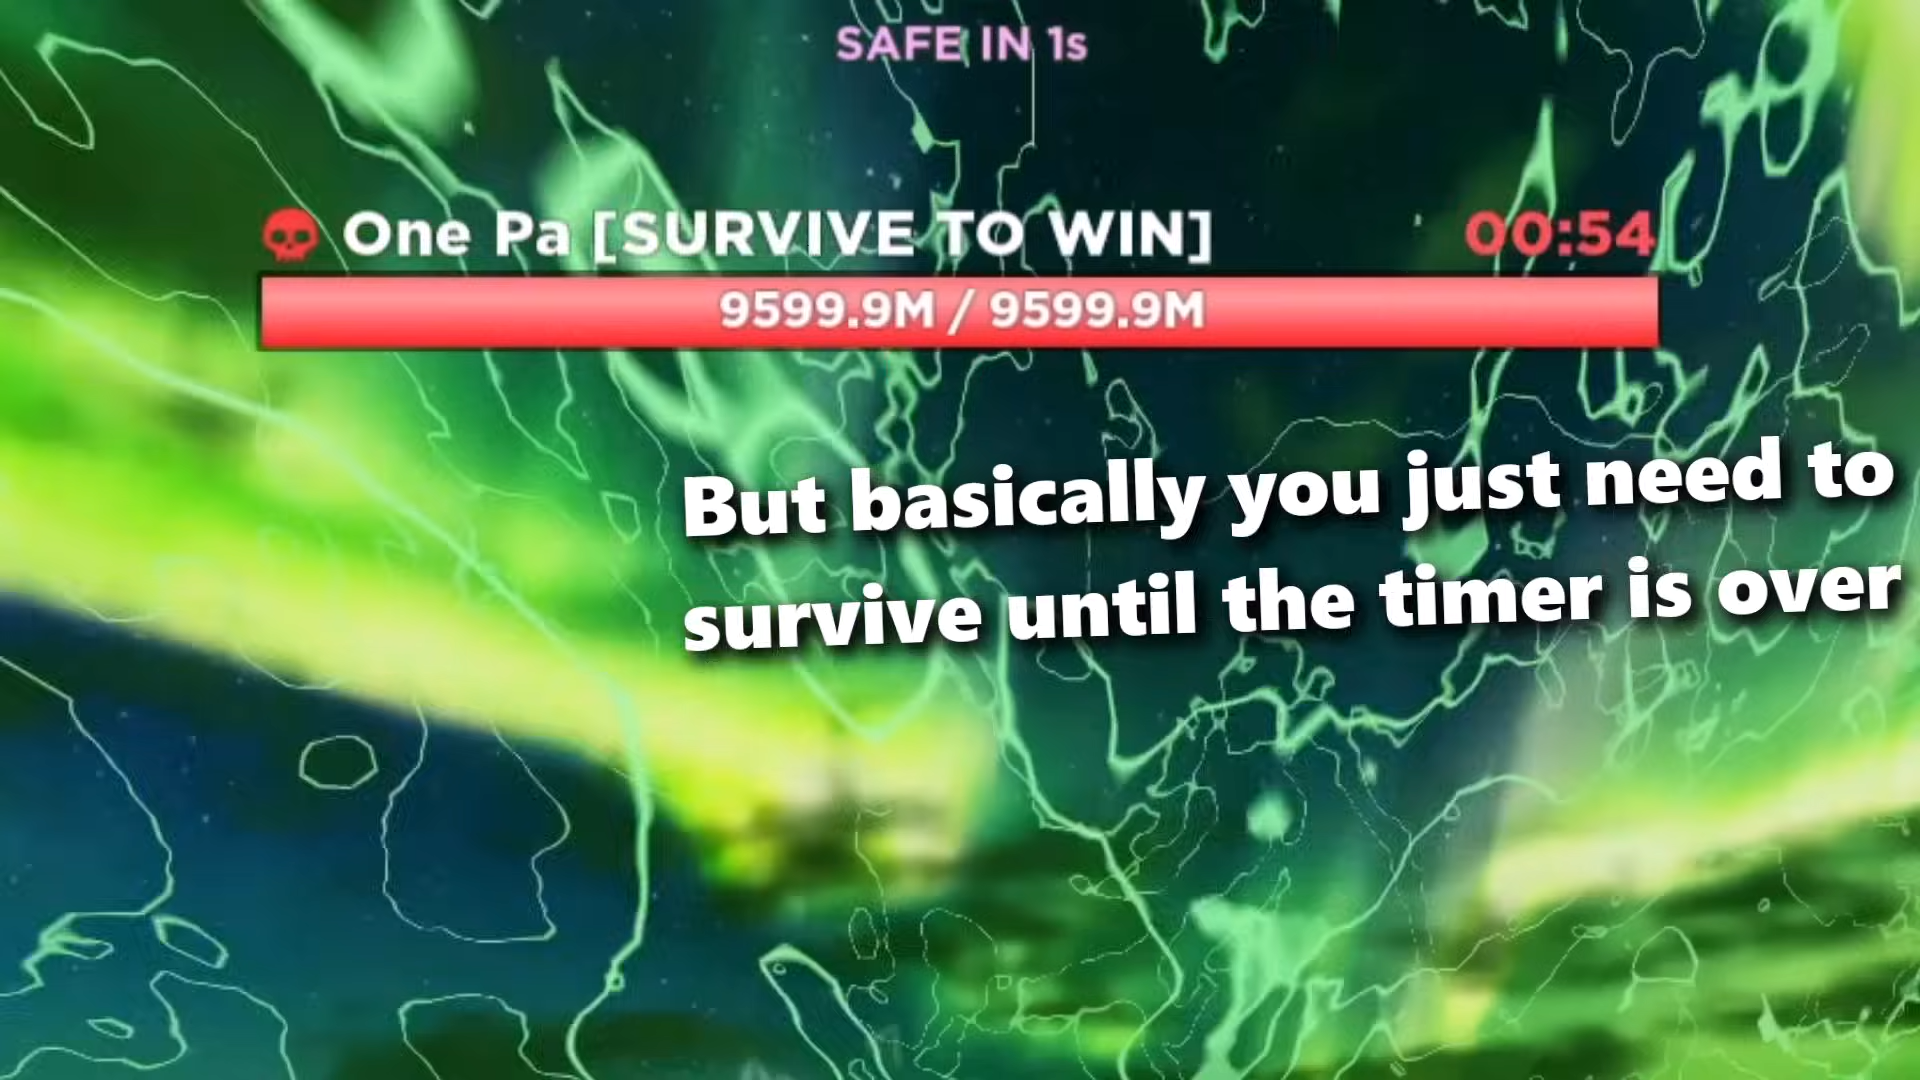 SAFE IN 1s
One Pa [SURVIVE TO WIN] 00:54
9599.9M / 9599.9M
But basically you just need to
survive until the timer is over